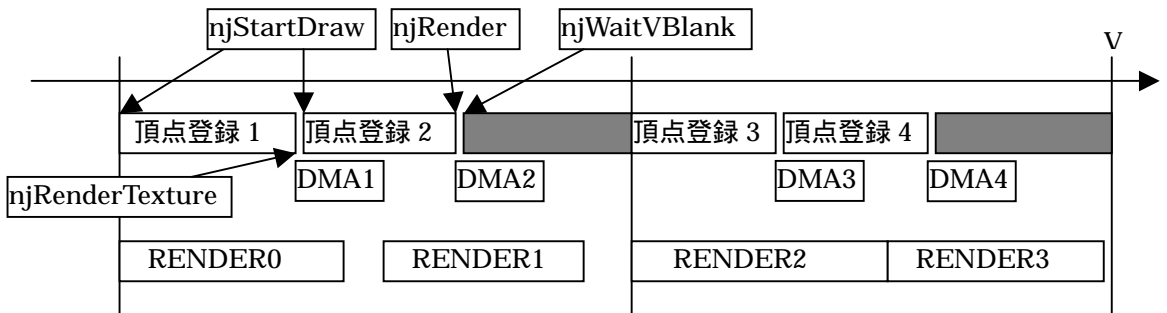 njStartDraw njRender njWaitVBlank
V
頂点登録 1 頂点登録 2 頂点登録 3 頂点登録 4
njRenderTexture DMA1 DMA2 DMA3 DMA4
RENDER0 RENDER1 RENDER2 RENDER3